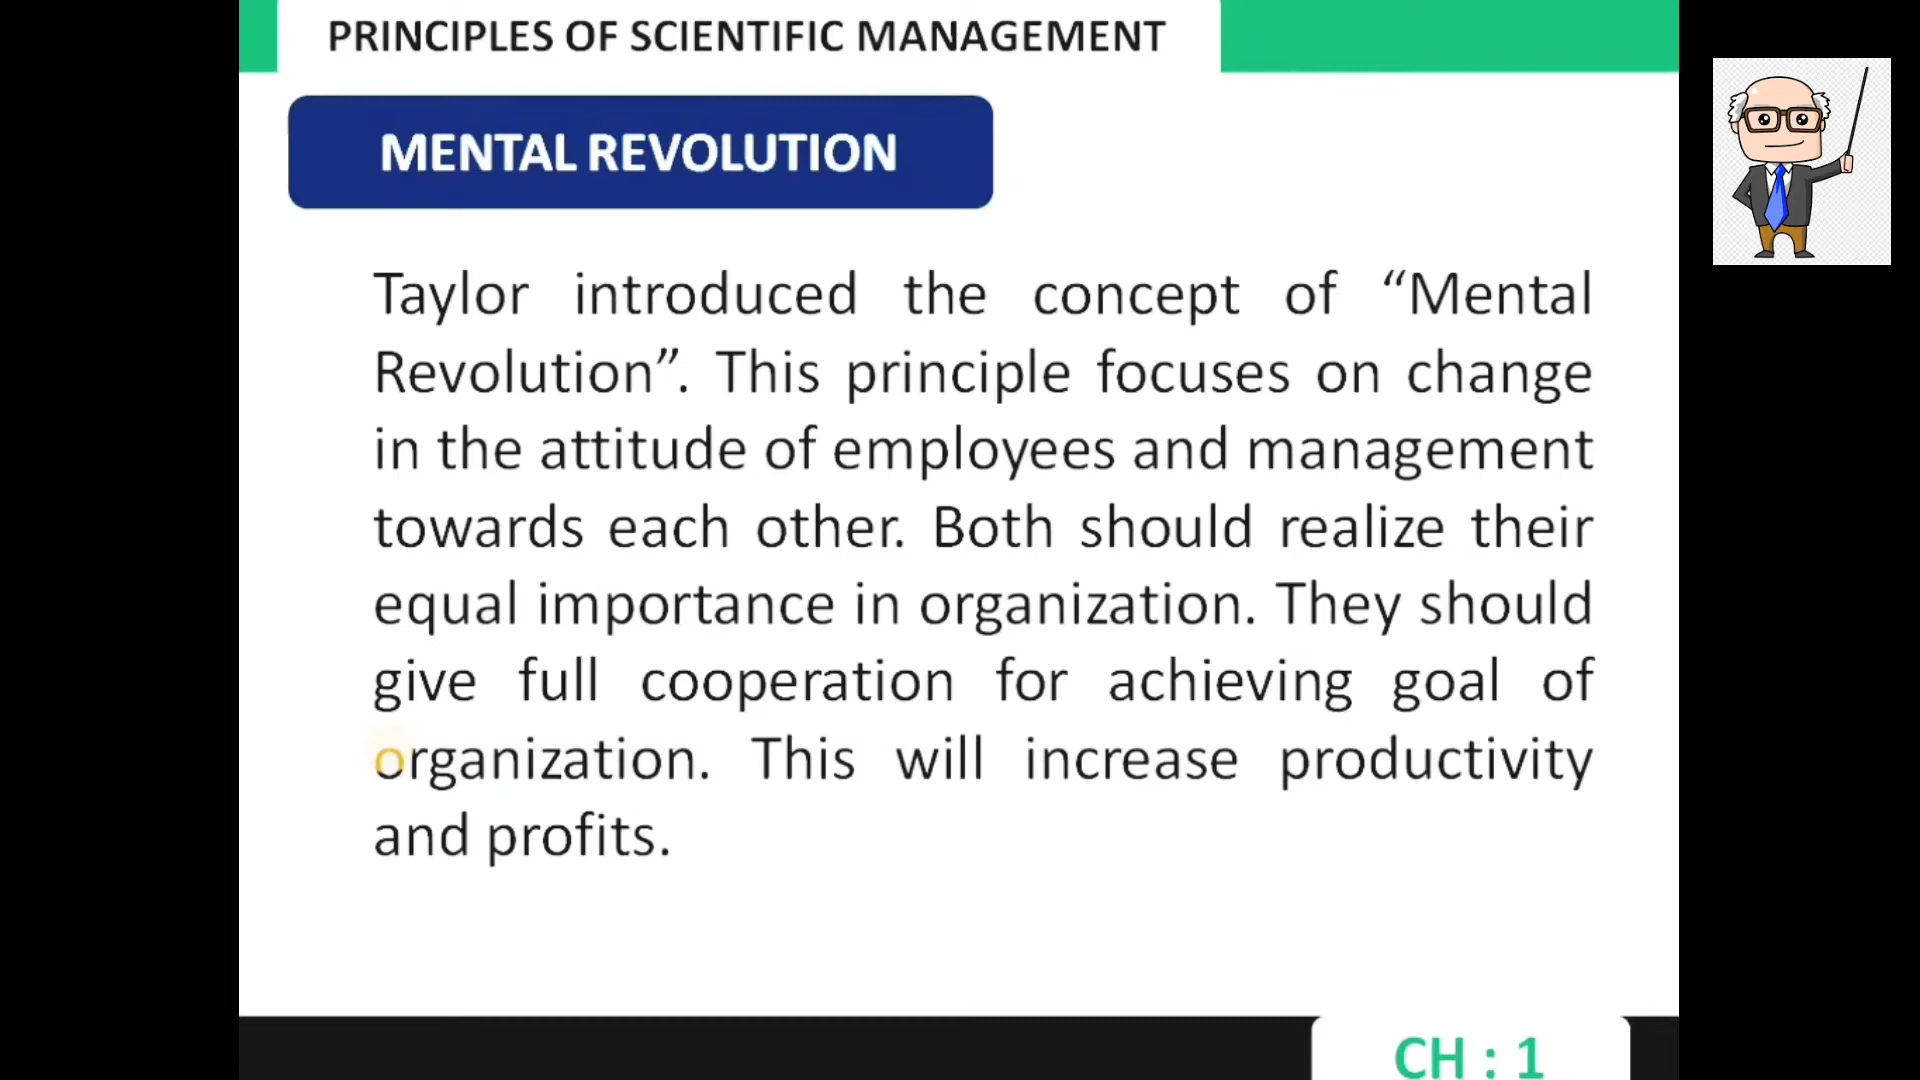 PRINCIPLES OF SCIENTIFIC MANAGEMENT
MENTAL REVOLUTION
Taylor introduced the concept of “Mental
Revolution”. This principle focuses on change
in the attitude of employees and management
towards each other. Both should realize their
equal importance in organization. They should
give full cooperation for achieving goal of
organization. This will increase productivity
and profits.
CH : 1